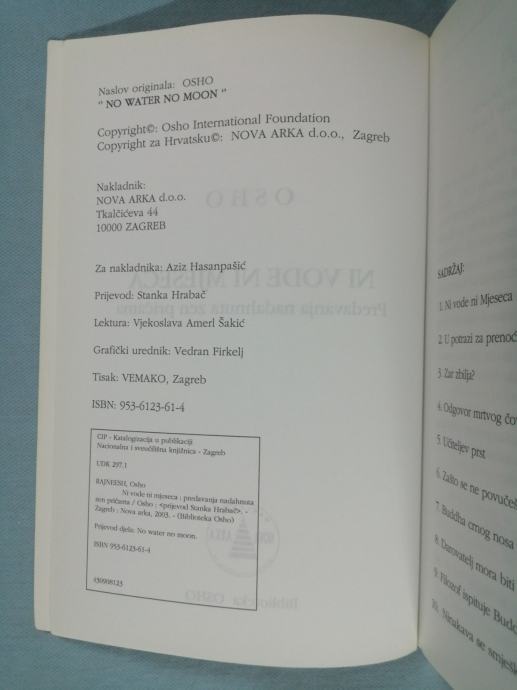 Naslov originala: OSHO
“ NO WATER NO MOON ”
Copyright©: Osho International Foundation
Copyright za Hrvatsku©: NOVA ARKA d.o.o., Zagreb
Nakladnik:
NOVA ARKA d.o.o.
Tkalčićeva 44
10000 ZAGREB
Za nakladnika: Aziz Hasanpašić
Prijevod: Stanka Hrabač
Lektura: Vjekoslava Amerl Šakić
Grafički urednik: Vedran Firkelj
Tisak: VEMAKO, Zagreb
ISBN: 953-6123-61-4
CIP - Katalogizacija u publikaciji
Nacionalna i sveučilišna knjižnica - Zagreb
UDK 297.1
RAJNEESH, Osho
Ni vode ni mjeseca : predavanja nadahnuta
zen pričama / Osho ; <prijevod Stanka Hrabač>. -
Zagreb : Nova arka, 2003. - (Biblioteka Osho)
Prijevod djela: No water no moon.
ISBN 953-6123-61-4
430908123
SADRŽAJ:
1. Ni vode ni Mjeseca
2. U potrazi za prenoć
3. Zar zbilja?
4. Odgovor mrtvog čo
5. Učiteljev prst
6. Zašto se ne povučeš
7. Buddha crnog nosa
8. Darovatelj mora biti
9. Filozof ispituje Budd
10. Ninakava se smješk